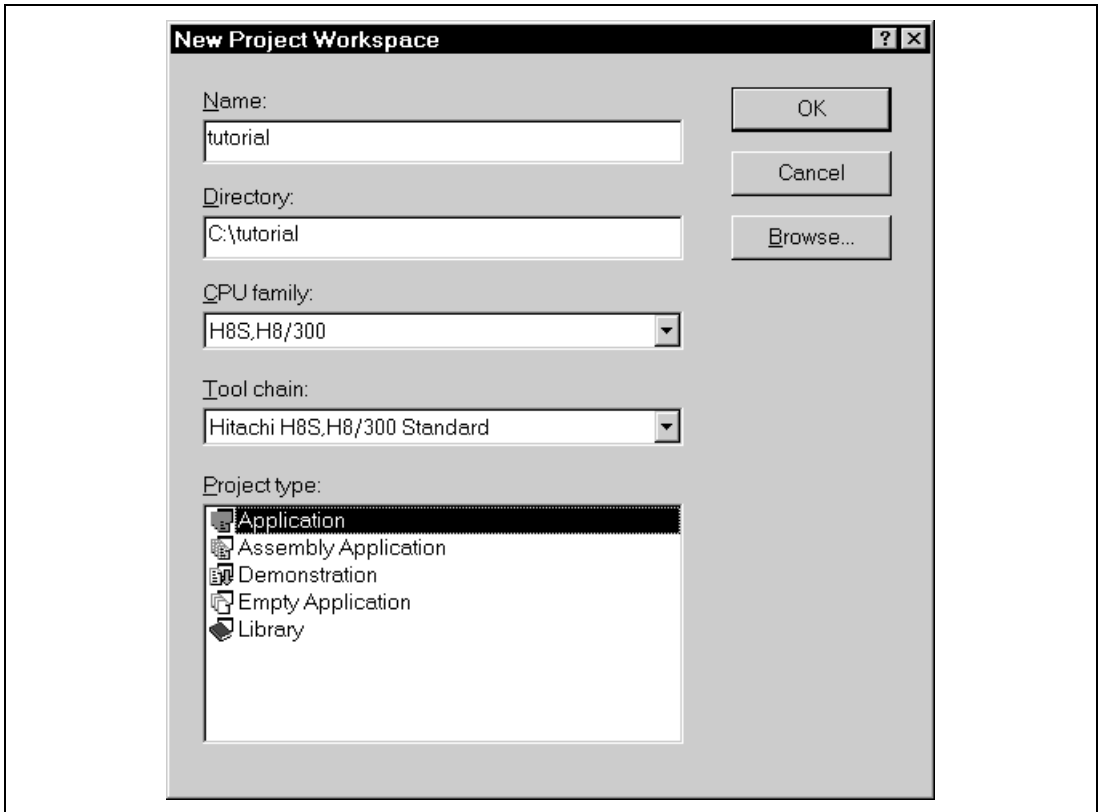 New Project Workspace
Name:
tutorial
Directory:
C:\tutorial
CPU family:
H8S,H8/300
Tool chain:
Hitachi H8S,H8/300 Standard
Project type:
Application
Assembly Application
Demonstration
Empty Application
Library
OK
Cancel
Browse...